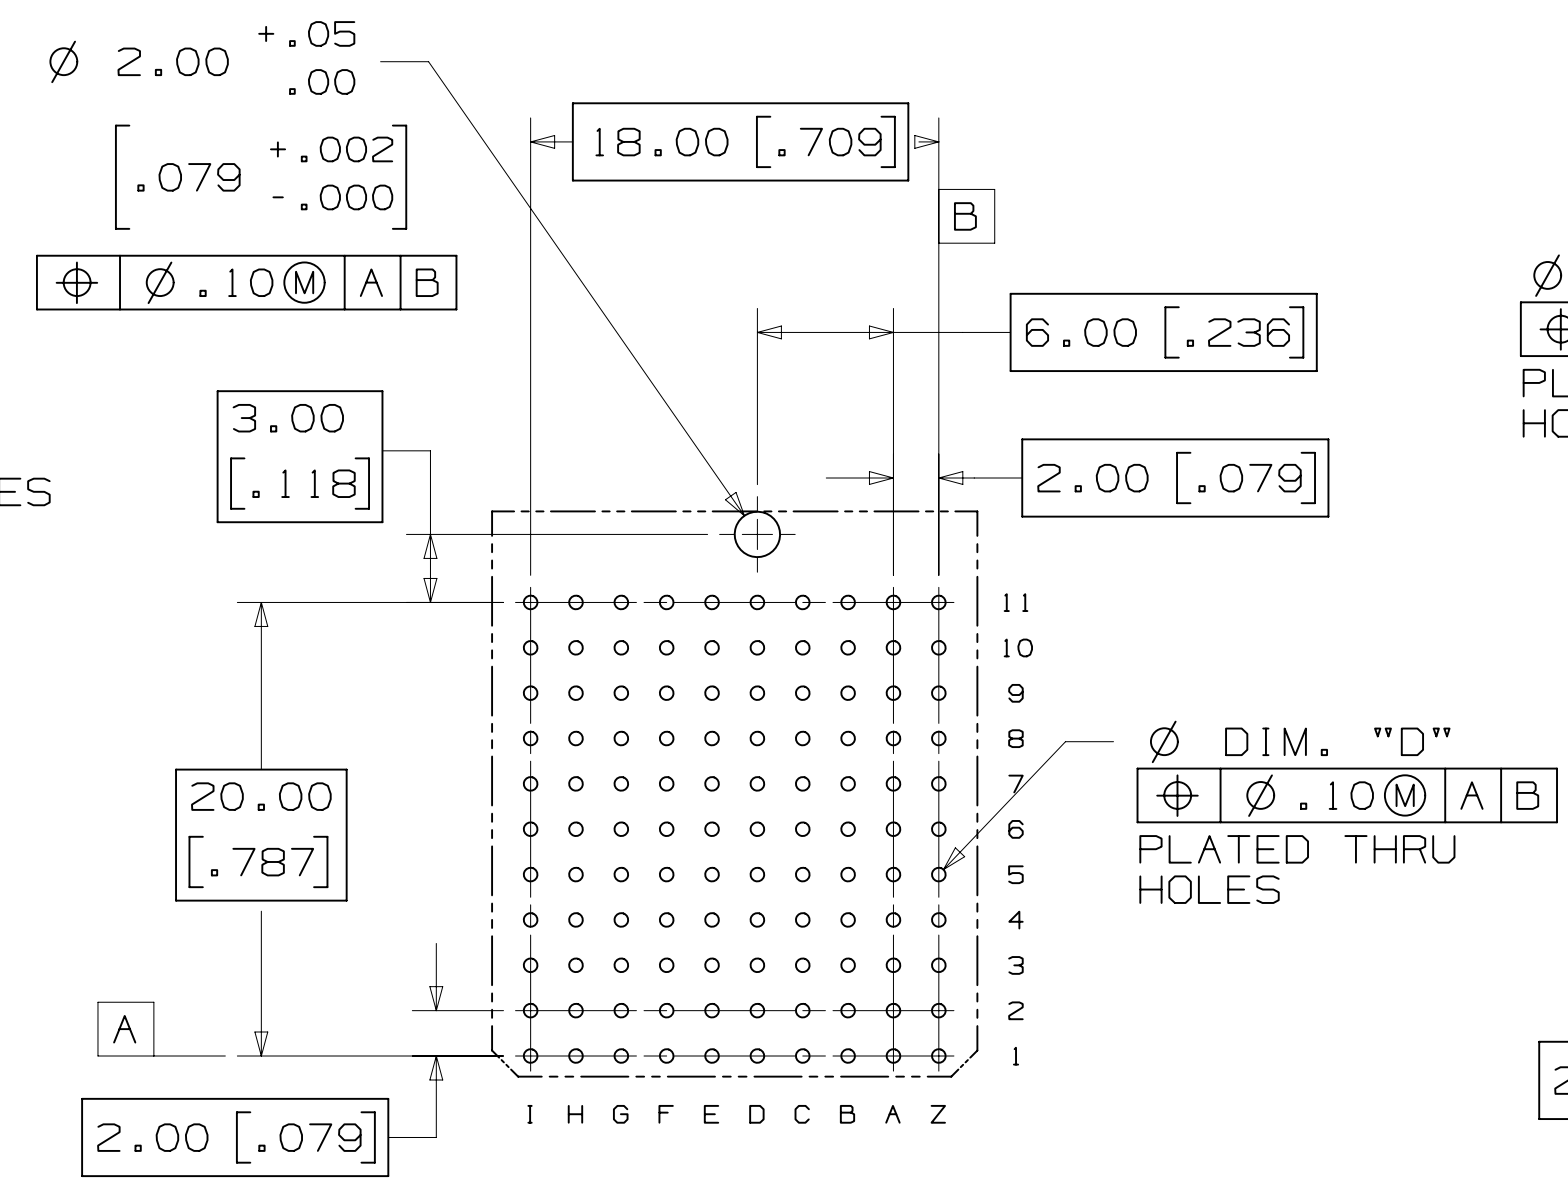 +.05
Ø 2.00
.00
[.079 +.002
-.000]
⌖ Ø .10Ⓜ A B
18.00 [.709]
B
6.00 [.236]
3.00
[.118]
2.00 [.079]
ES
Ø
⌖
PL
HO
11
10
9
8
7
6
5
4
3
2
1
Ø DIM. "D"
⌖ Ø .10Ⓜ A B
PLATED THRU
HOLES
20.00
[.787]
A
2.00 [.079]
I H G F E D C B A Z
2